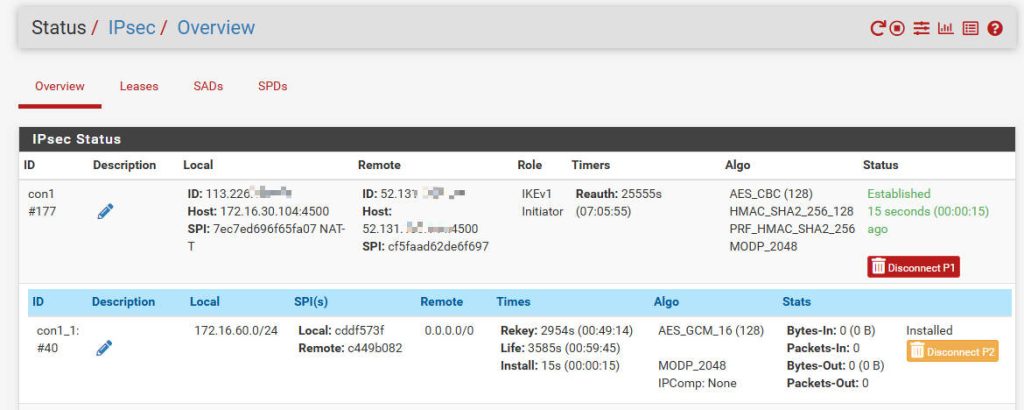 Status / IPsec / Overview
Overview Leases SADs SPDs
IPsec Status
ID Description Local Remote Role Timers Algo Status
con1
#177
ID: 113.226.
Host: 172.16.30.104:4500
SPI: 7ec7ed696f65fa07 NAT-
T
ID: 52.131
Host:
52.131. 4500
SPI: cf5faad62de6f697
IKEv1
Initiator
Reauth: 25555s
(07:05:55)
AES_CBC (128)
HMAC_SHA2_256_128
PRF_HMAC_SHA2_256
MODP_2048
Established
15 seconds (00:00:15)
ago
Disconnect P1
ID Description Local SPI(s) Remote Times Algo Stats
con1_1:
#40
172.16.60.0/24
Local: cddf573f
Remote: c449b082
0.0.0.0/0
Rekey: 2954s (00:49:14)
Life: 3585s (00:59:45)
Install: 15s (00:00:15)
AES_GCM_16 (128)
MODP_2048
IPComp: None
Bytes-In: 0 (0 B)
Packets-In: 0
Bytes-Out: 0 (0 B)
Packets-Out: 0
Installed
Disconnect P2